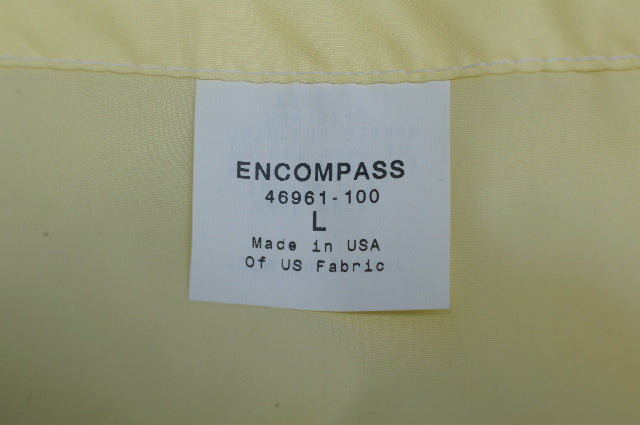 ENCOMPASS
46961-100
L
Made in USA
Of US Fabric